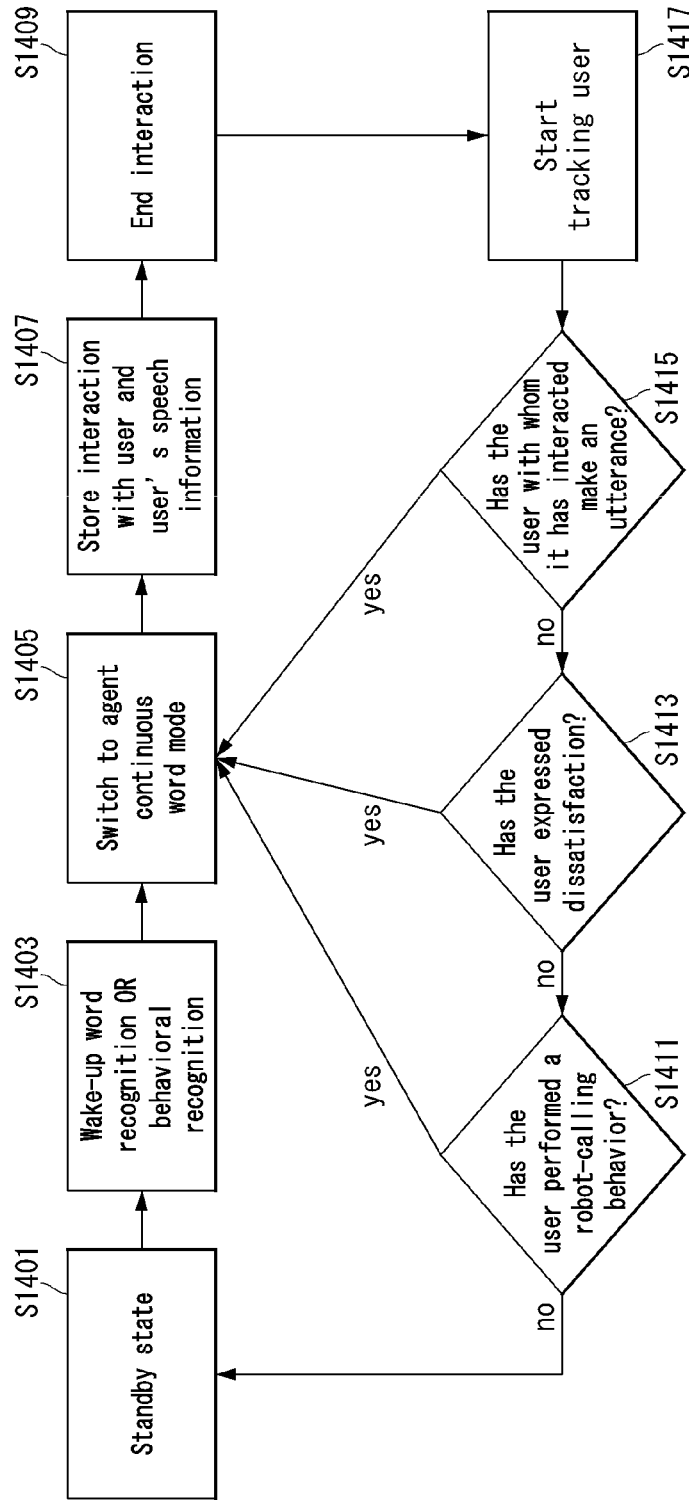 S1401
Standby state
S1403
Wake-up word
recognition OR
behavioral
recognition
S1405
Switch to agent
continuous
word mode
S1407
Store interaction
with user and
user's speech
information
S1409
End interaction
S1417
Start
tracking user
S1415
Has the
user with whom
it has interacted
make an
utterance?
yes
no
S1413
Has the
user expressed
dissatisfaction?
yes
no
S1411
Has the
user performed a
robot-calling
behavior?
yes
no